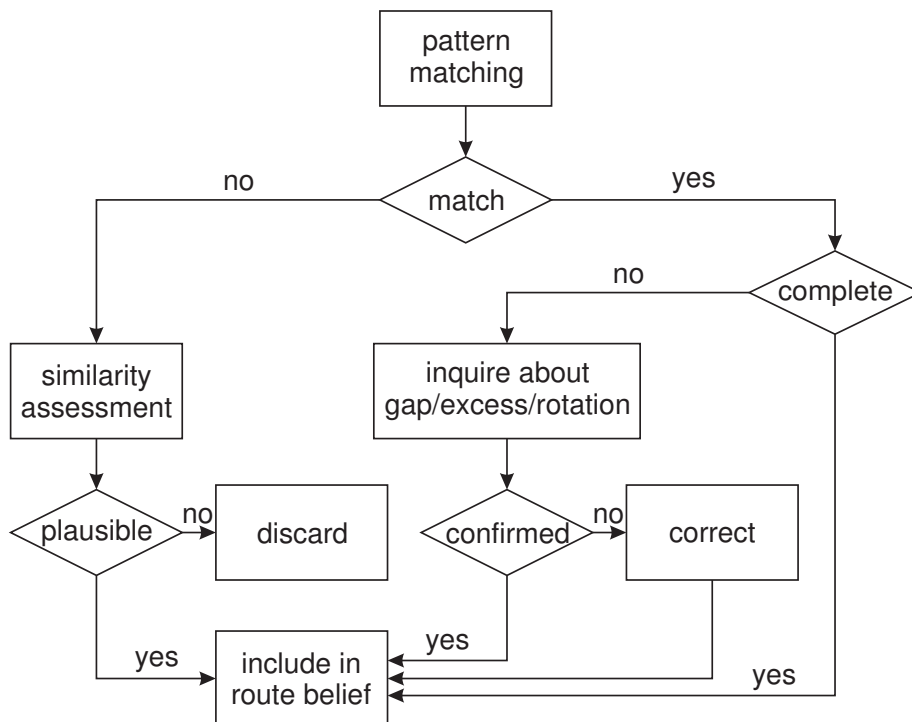 pattern
matching
no
match
yes
no
complete
similarity
assessment
inquire about
gap/excess/rotation
plausible
no
discard
confirmed
no
correct
yes
include in
route belief
yes
yes